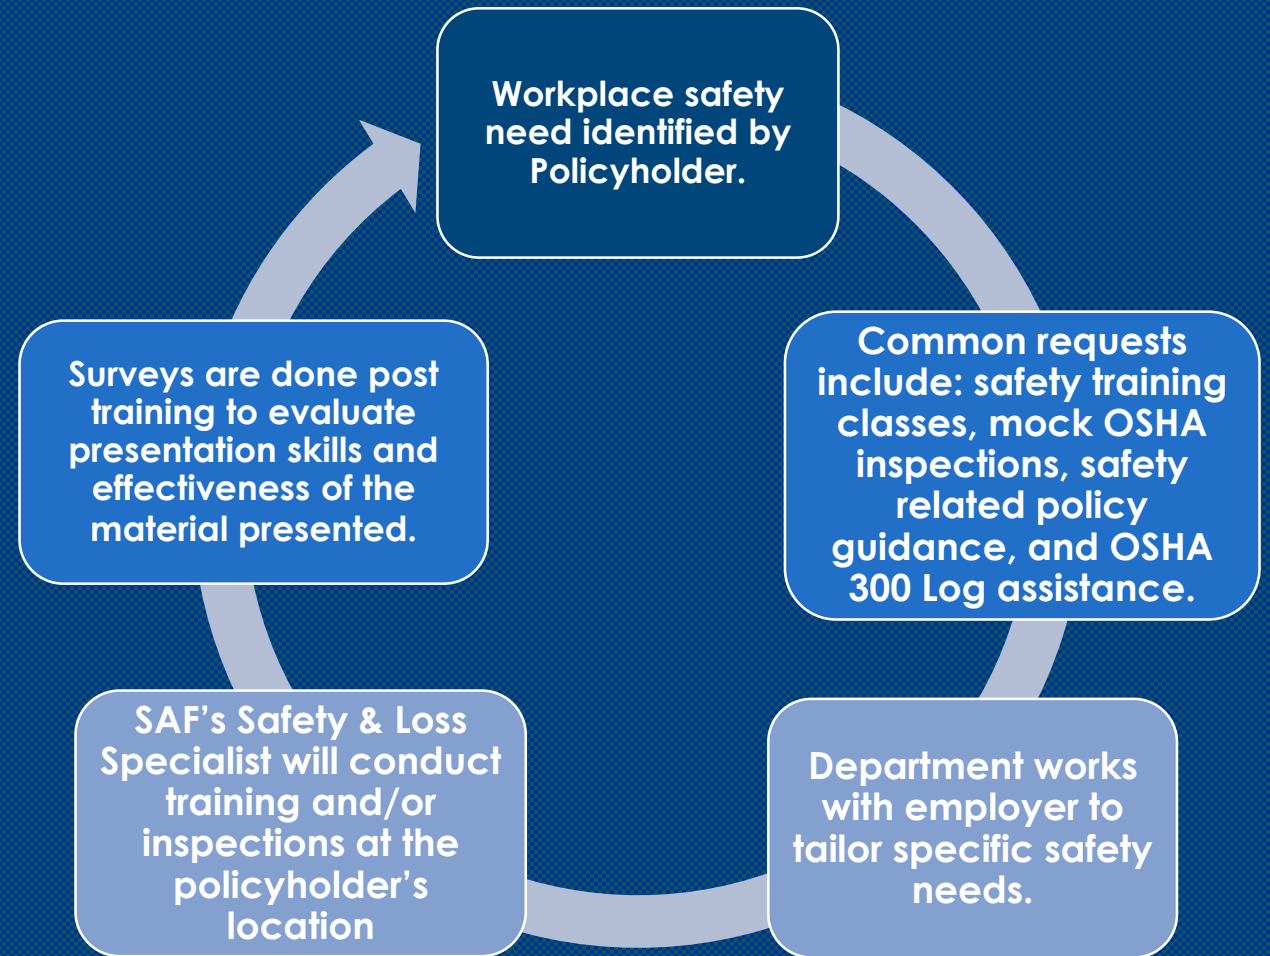 Workplace safety
need identified by
Policyholder.
Common requests
include: safety training
classes, mock OSHA
inspections, safety
related policy
guidance, and OSHA
300 Log assistance.
Department works
with employer to
tailor specific safety
needs.
SAF’s Safety & Loss
Specialist will conduct
training and/or
inspections at the
policyholder’s
location
Surveys are done post
training to evaluate
presentation skills and
effectiveness of the
material presented.